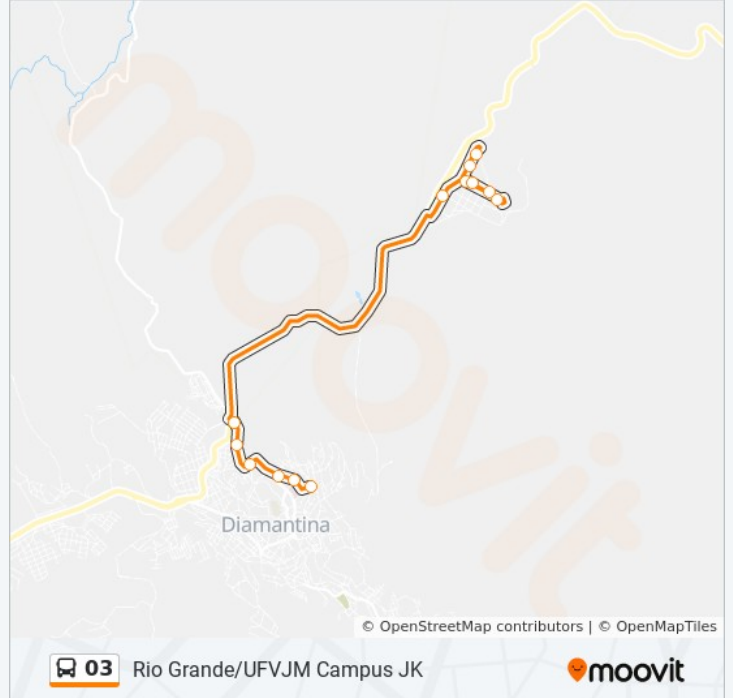 moovit
Diamantina
© OpenStreetMap contributors | © OpenMapTiles
03 Rio Grande/UFVJM Campus JK
moovit